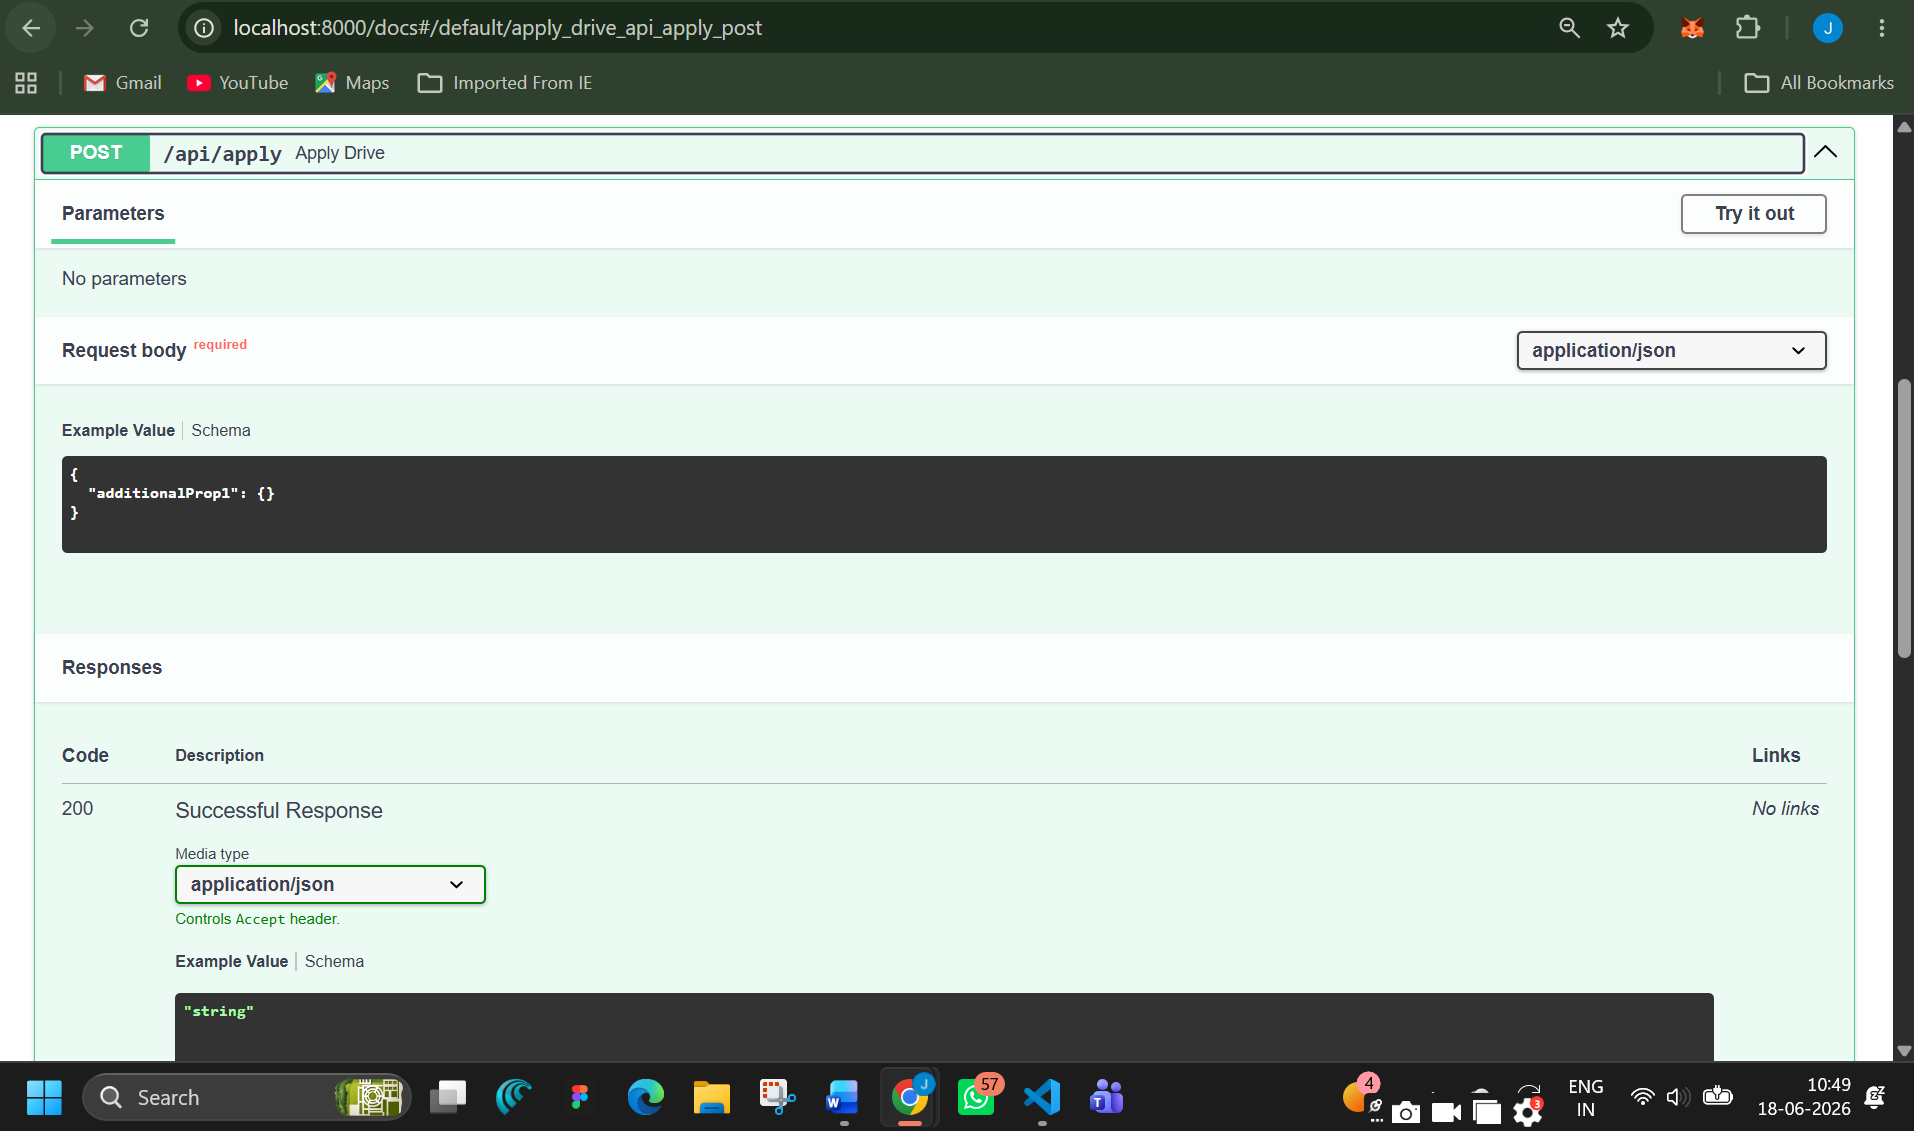 localhost:8000/docs#/default/apply_drive_api_apply_post
J
Gmail YouTube Maps Imported From IE All Bookmarks
POST /api/apply Apply Drive
Parameters Try it out
No parameters
Request body required application/json
Example Value Schema
{
"additionalProp1": {}
}
Responses
Code Description Links
200 Successful Response No links
Media type
application/json
Controls Accept header.
Example Value Schema
"string"
Search W J 57 T 4 3 ENG IN 10:49
18-06-2026